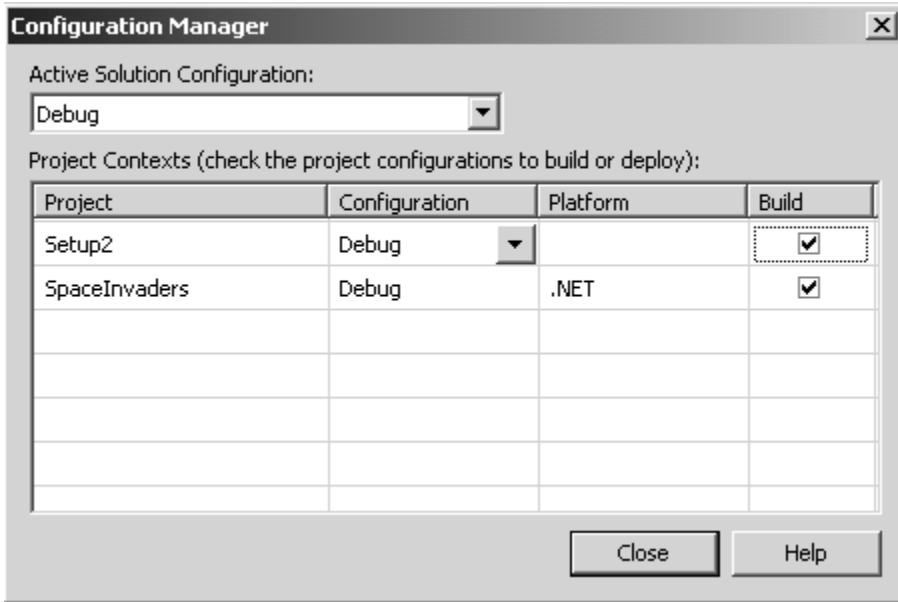 Configuration Manager
Active Solution Configuration:
Debug
Project Contexts (check the project configurations to build or deploy):
Project Configuration Platform Build
Setup2 Debug
SpaceInvaders Debug .NET
Close Help